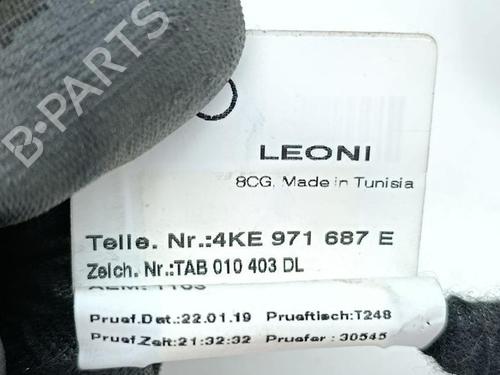 B-PARTS
LEONI
8CG. Made in Tunisia
Teile. Nr.:4KE 971 687 E
Zeich. Nr.:TAB 010 403 DL
Pruef.Dat.:22.01.19 Prueftisch:T248
Pruef.Zeit:21:32:32 Pruefer : 30545